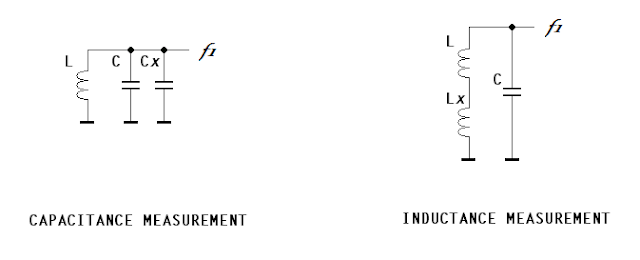 L C Cx f1
CAPACITANCE MEASUREMENT
L f1
C
Lx
INDUCTANCE MEASUREMENT